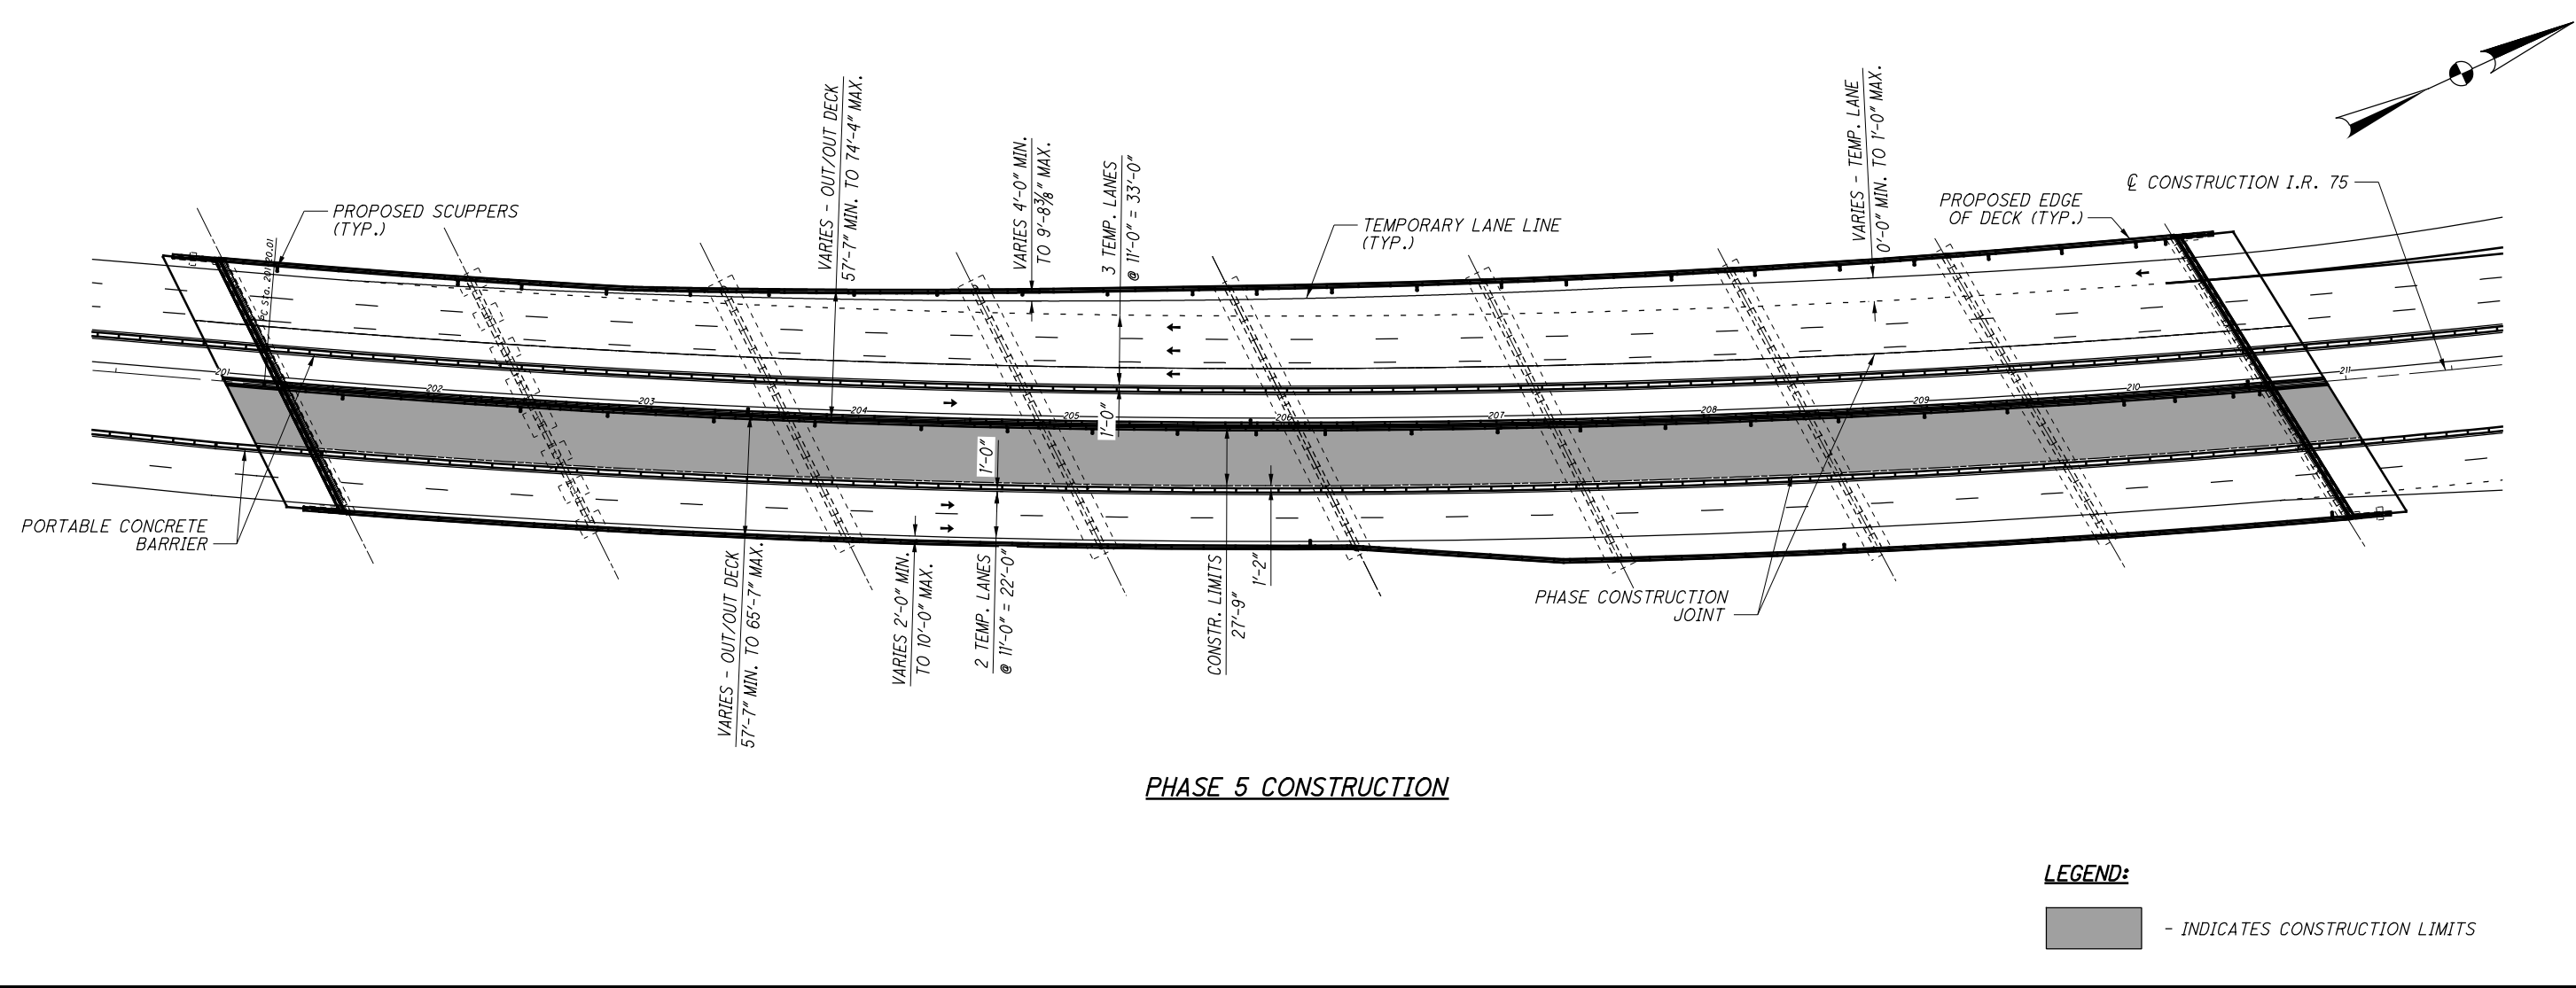 VARIES - OUT/OUT DECK
57'-7" MIN. TO 74'-4" MAX.
VARIES 4'-0" MIN.
TO 9'-8⅜" MAX.
3 TEMP. LANES
@ 11'-0" = 33'-0"
VARIES - TEMP. LANE
0'-0" MIN. TO 1'-0" MAX.
℄ CONSTRUCTION I.R. 75
PROPOSED EDGE
OF DECK (TYP.)
PROPOSED SCUPPERS
(TYP.)
TEMPORARY LANE LINE
(TYP.)
201
202
203
204
205
206
207
208
209
210
211
1'-0"
1'-0"
PORTABLE CONCRETE
BARRIER
VARIES - OUT/OUT DECK
57'-7" MIN. TO 65'-7" MAX.
VARIES 2'-0" MIN.
TO 10'-0" MAX.
2 TEMP. LANES
@ 11'-0" = 22'-0"
CONSTR. LIMITS
27'-9"
1'-2"
PHASE CONSTRUCTION
JOINT
PHASE 5 CONSTRUCTION
LEGEND:
- INDICATES CONSTRUCTION LIMITS